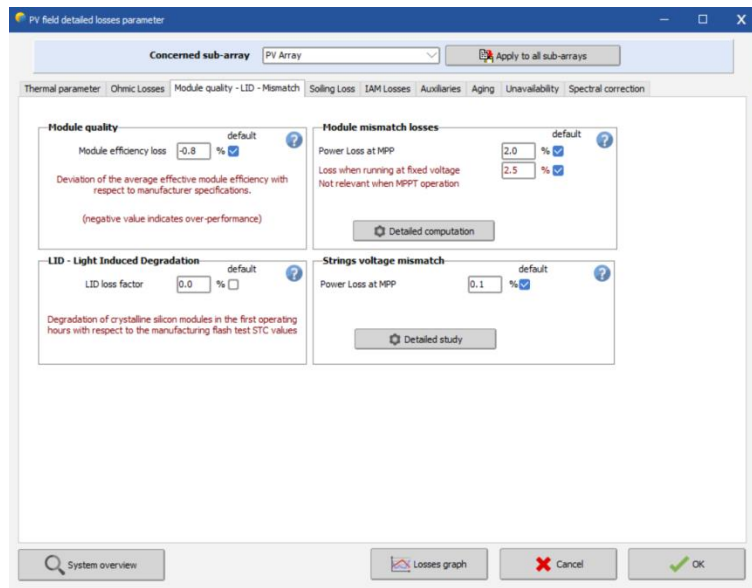 PV field detailed losses parameter
Concerned sub-array PV Array Apply to all sub-arrays
Thermal parameter Ohmic Losses Module quality - LID - Mismatch Soiling Loss IAM Losses Auxiliaries Aging Unavailability Spectral correction
Module quality
default
Module efficiency loss -0.8 %
Deviation of the average effective module efficiency with
respect to manufacturer specifications.
(negative value indicates over-performance)
Module mismatch losses
default
Power Loss at MPP 2.0 %
Loss when running at fixed voltage 2.5 %
Not relevant when MPPT operation
Detailed computation
LID - Light Induced Degradation
default
LID loss factor 0.0 %
Degradation of crystalline silicon modules in the first operating
hours with respect to the manufacturing flash test STC values
Strings voltage mismatch
default
Power Loss at MPP 0.1 %
Detailed study
System overview Losses graph Cancel OK